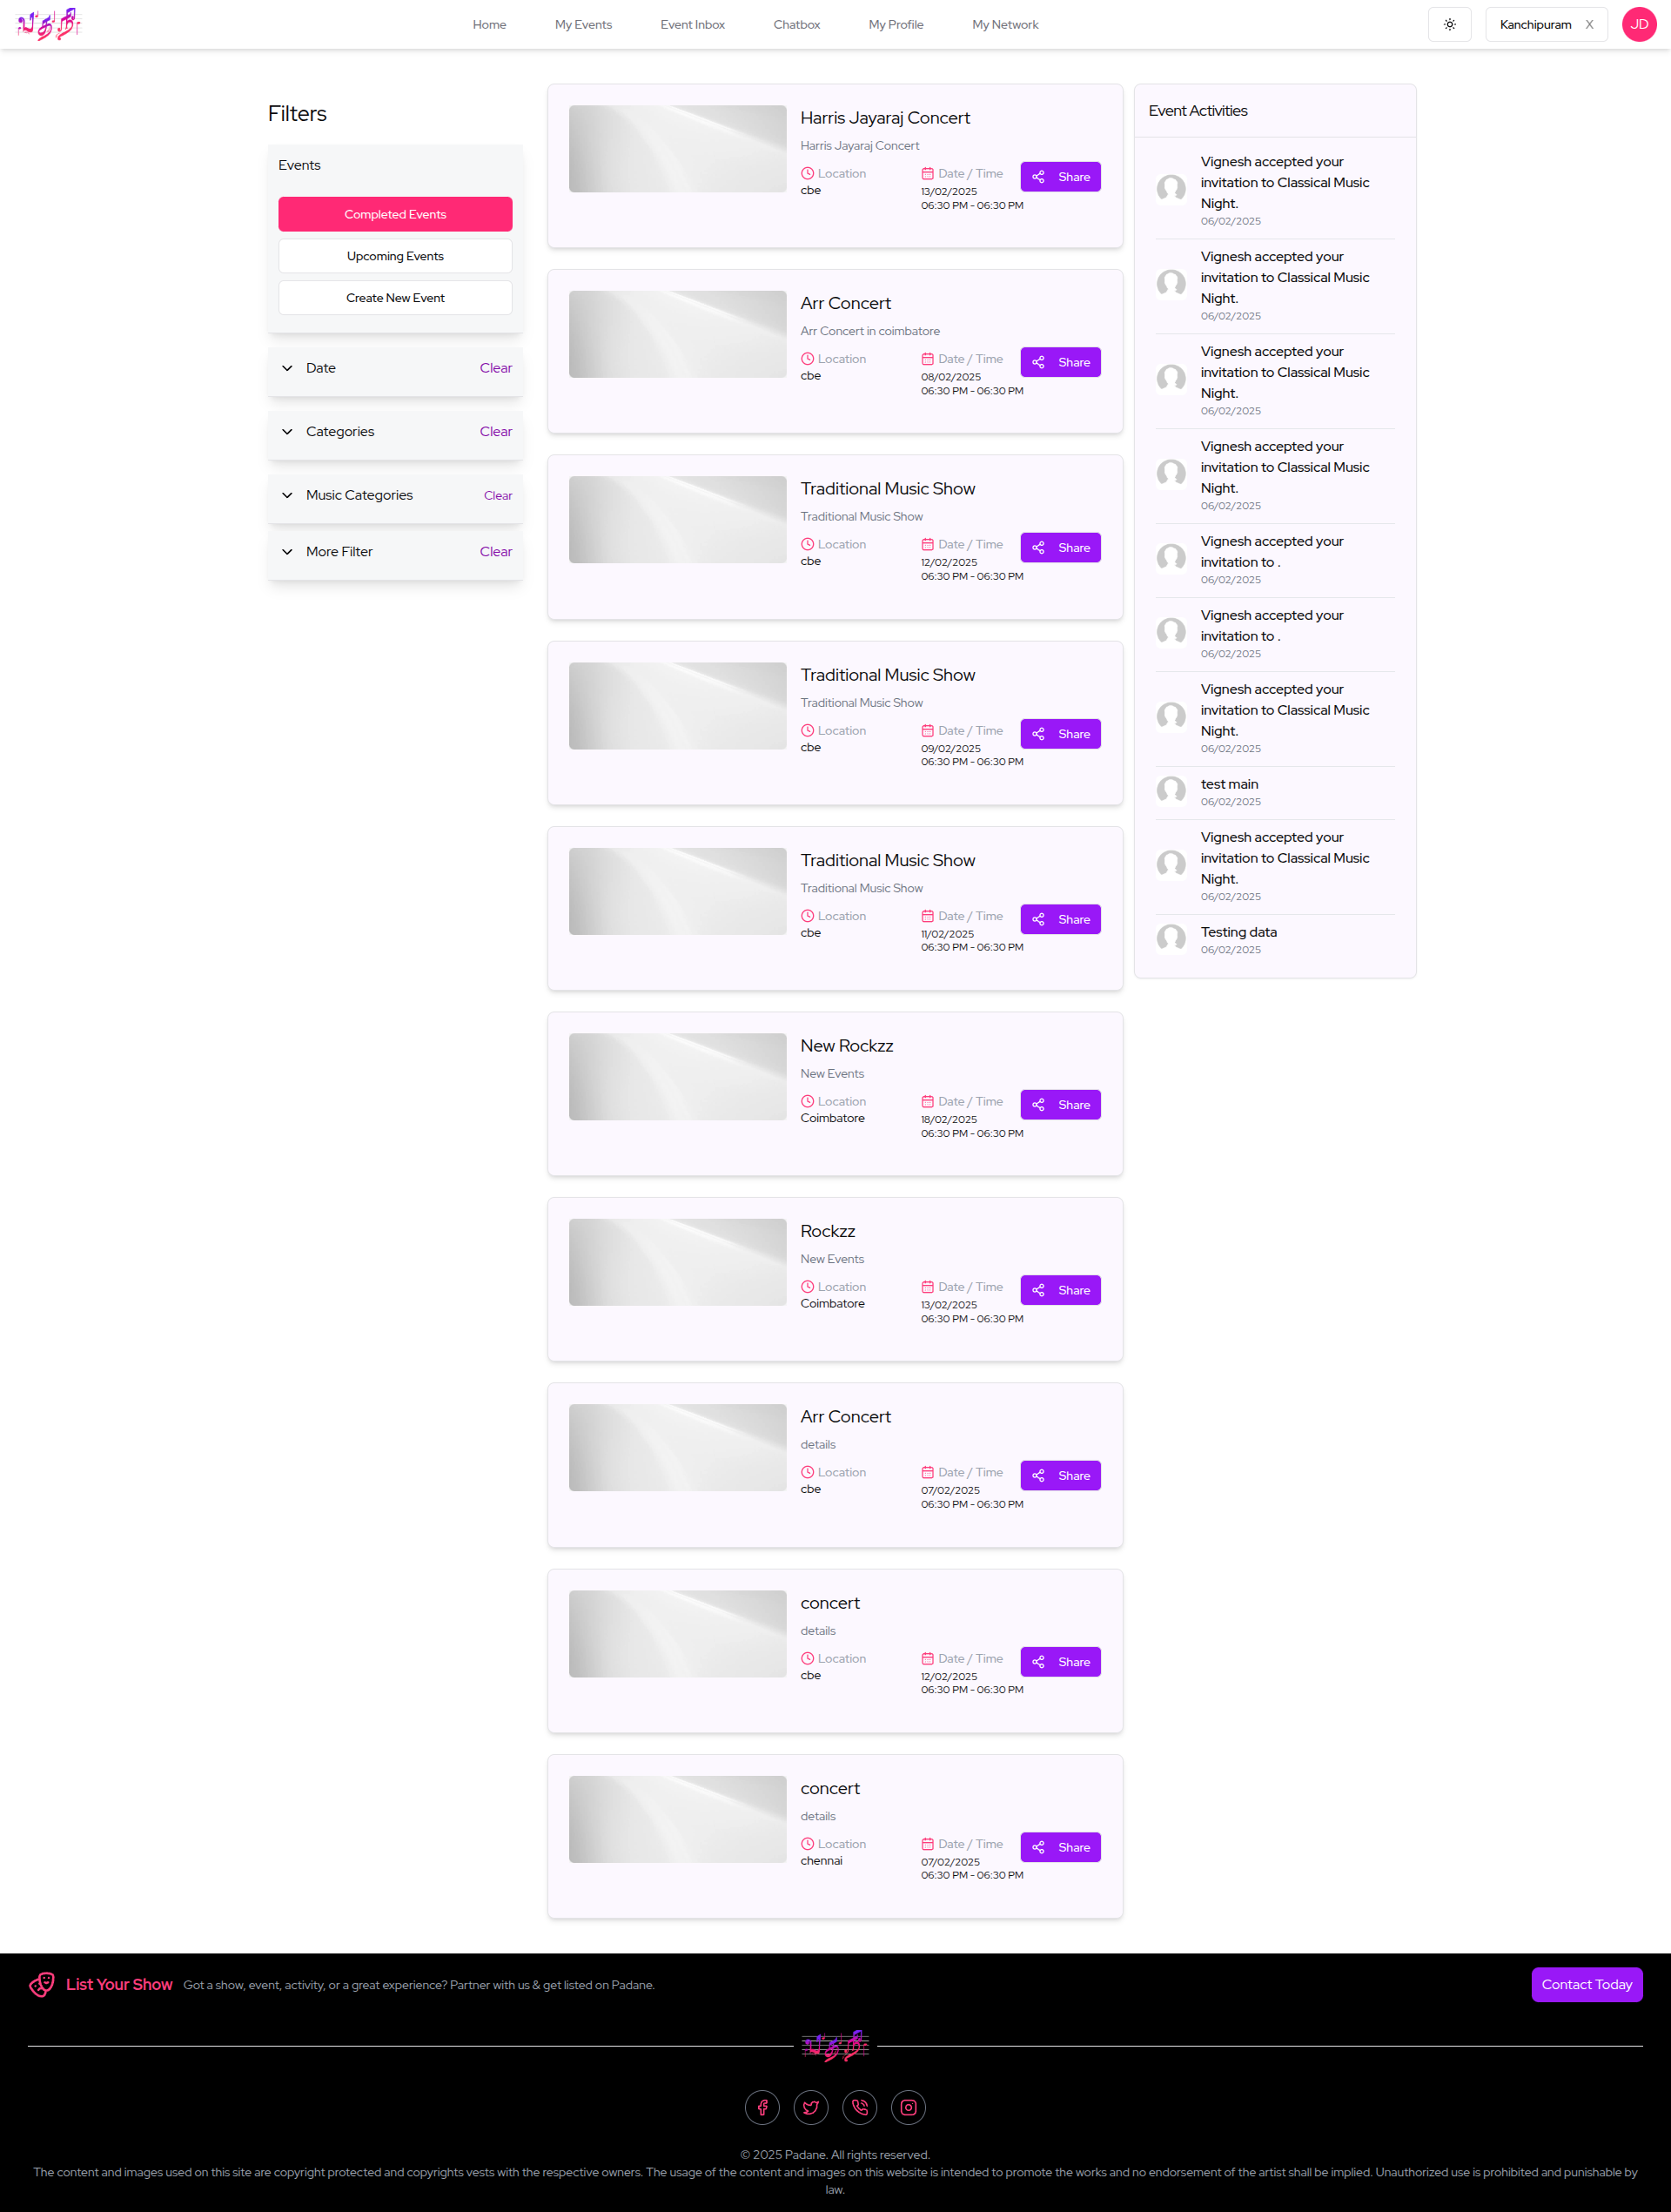 Home
My Events
Event Inbox
Chatbox
My Profile
My Network
Kanchipuram X
JD
Filters
Events
Completed Events
Upcoming Events
Create New Event
Date Clear
Categories Clear
Music Categories Clear
More Filter Clear
Harris Jayaraj Concert
Harris Jayaraj Concert
Location
cbe
Date / Time
13/02/2025
06:30 PM - 06:30 PM
Share
Arr Concert
Arr Concert in coimbatore
Location
cbe
Date / Time
08/02/2025
06:30 PM - 06:30 PM
Share
Traditional Music Show
Traditional Music Show
Location
cbe
Date / Time
12/02/2025
06:30 PM - 06:30 PM
Share
Traditional Music Show
Traditional Music Show
Location
cbe
Date / Time
09/02/2025
06:30 PM - 06:30 PM
Share
Traditional Music Show
Traditional Music Show
Location
cbe
Date / Time
11/02/2025
06:30 PM - 06:30 PM
Share
New Rockzz
New Events
Location
Coimbatore
Date / Time
18/02/2025
06:30 PM - 06:30 PM
Share
Rockzz
New Events
Location
Coimbatore
Date / Time
13/02/2025
06:30 PM - 06:30 PM
Share
Arr Concert
details
Location
cbe
Date / Time
07/02/2025
06:30 PM - 06:30 PM
Share
concert
details
Location
cbe
Date / Time
12/02/2025
06:30 PM - 06:30 PM
Share
concert
details
Location
chennai
Date / Time
07/02/2025
06:30 PM - 06:30 PM
Share
Event Activities
Vignesh accepted your
invitation to Classical Music
Night.
06/02/2025
Vignesh accepted your
invitation to Classical Music
Night.
06/02/2025
Vignesh accepted your
invitation to Classical Music
Night.
06/02/2025
Vignesh accepted your
invitation to Classical Music
Night.
06/02/2025
Vignesh accepted your
invitation to .
06/02/2025
Vignesh accepted your
invitation to .
06/02/2025
Vignesh accepted your
invitation to Classical Music
Night.
06/02/2025
test main
06/02/2025
Vignesh accepted your
invitation to Classical Music
Night.
06/02/2025
Testing data
06/02/2025
List Your Show Got a show, event, activity, or a great experience? Partner with us & get listed on Padane.
Contact Today
© 2025 Padane. All rights reserved.
The content and images used on this site are copyright protected and copyrights vests with the respective owners. The usage of the content and images on this website is intended to promote the works and no endorsement of the artist shall be implied. Unauthorized use is prohibited and punishable by
law.